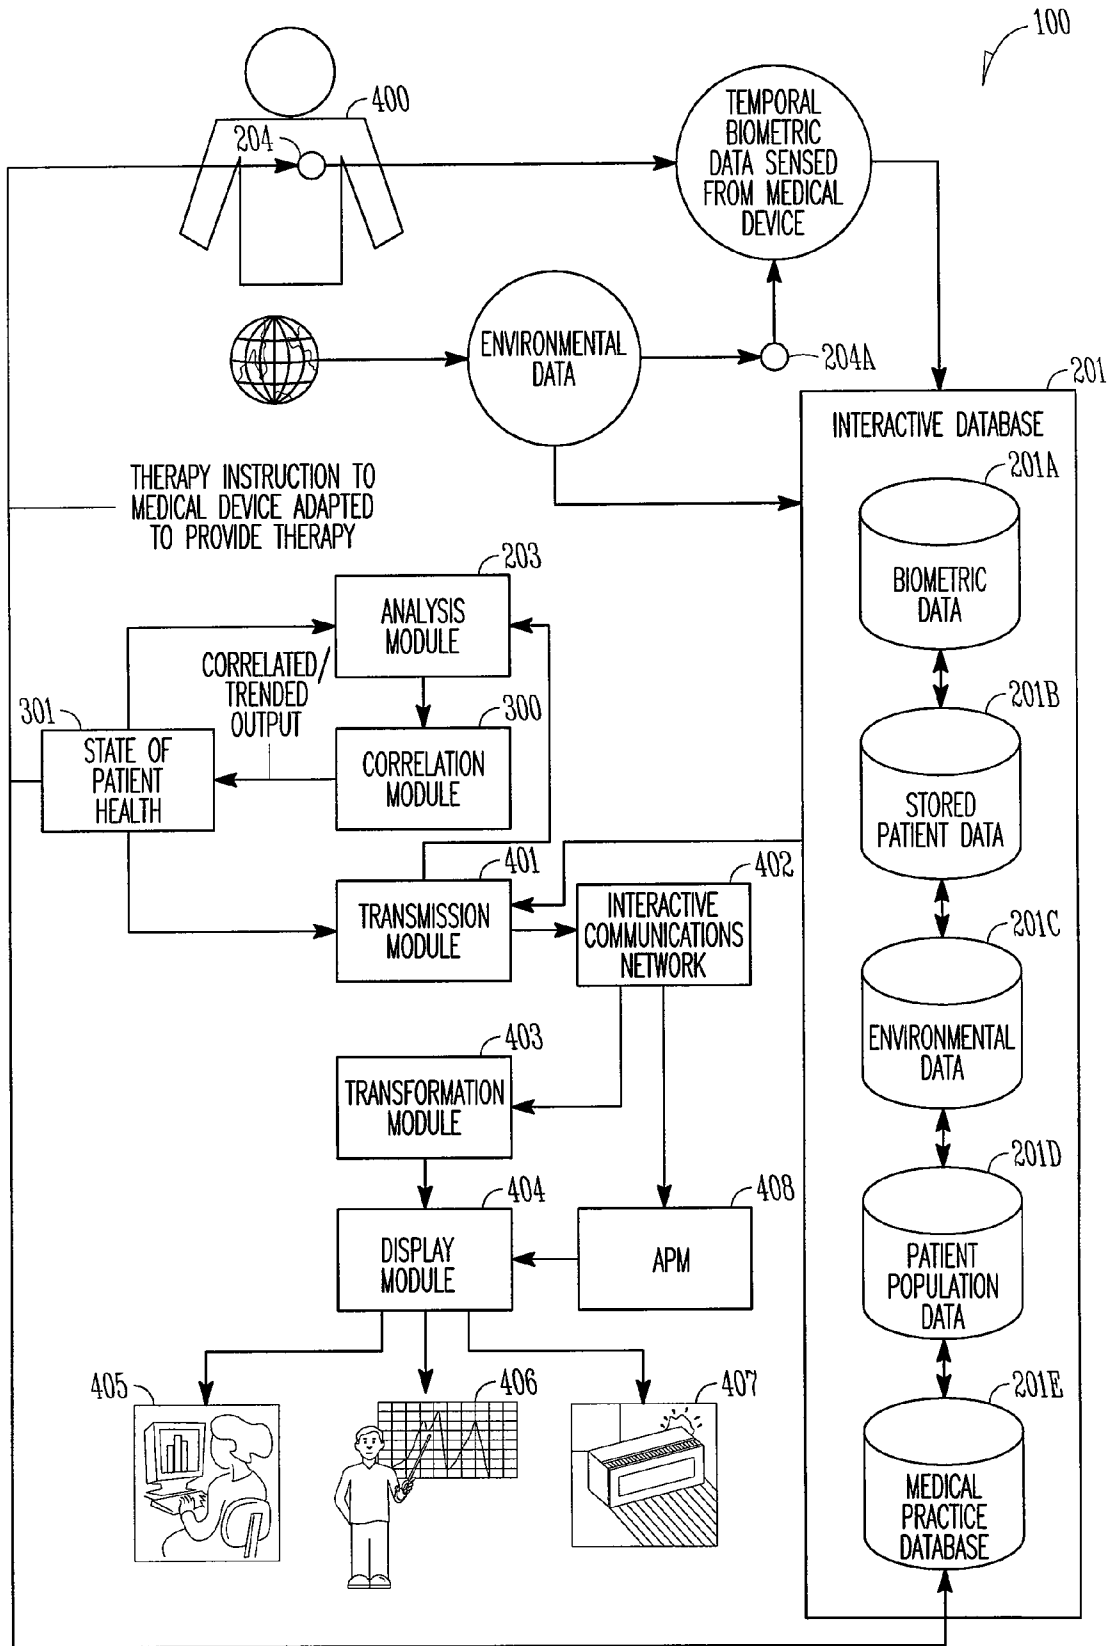 100
400
204
TEMPORAL
BIOMETRIC
DATA SENSED
FROM MEDICAL
DEVICE
ENVIRONMENTAL
DATA
204A
201
INTERACTIVE DATABASE
THERAPY INSTRUCTION TO
MEDICAL DEVICE ADAPTED
TO PROVIDE THERAPY
201A
BIOMETRIC
DATA
203
ANALYSIS
MODULE
CORRELATED/
TRENDED
OUTPUT
301
STATE OF
PATIENT
HEALTH
300
CORRELATION
MODULE
201B
STORED
PATIENT DATA
401
TRANSMISSION
MODULE
402
INTERACTIVE
COMMUNICATIONS
NETWORK
201C
ENVIRONMENTAL
DATA
403
TRANSFORMATION
MODULE
404
DISPLAY
MODULE
408
APM
201D
PATIENT
POPULATION
DATA
405
406
407
201E
MEDICAL
PRACTICE
DATABASE